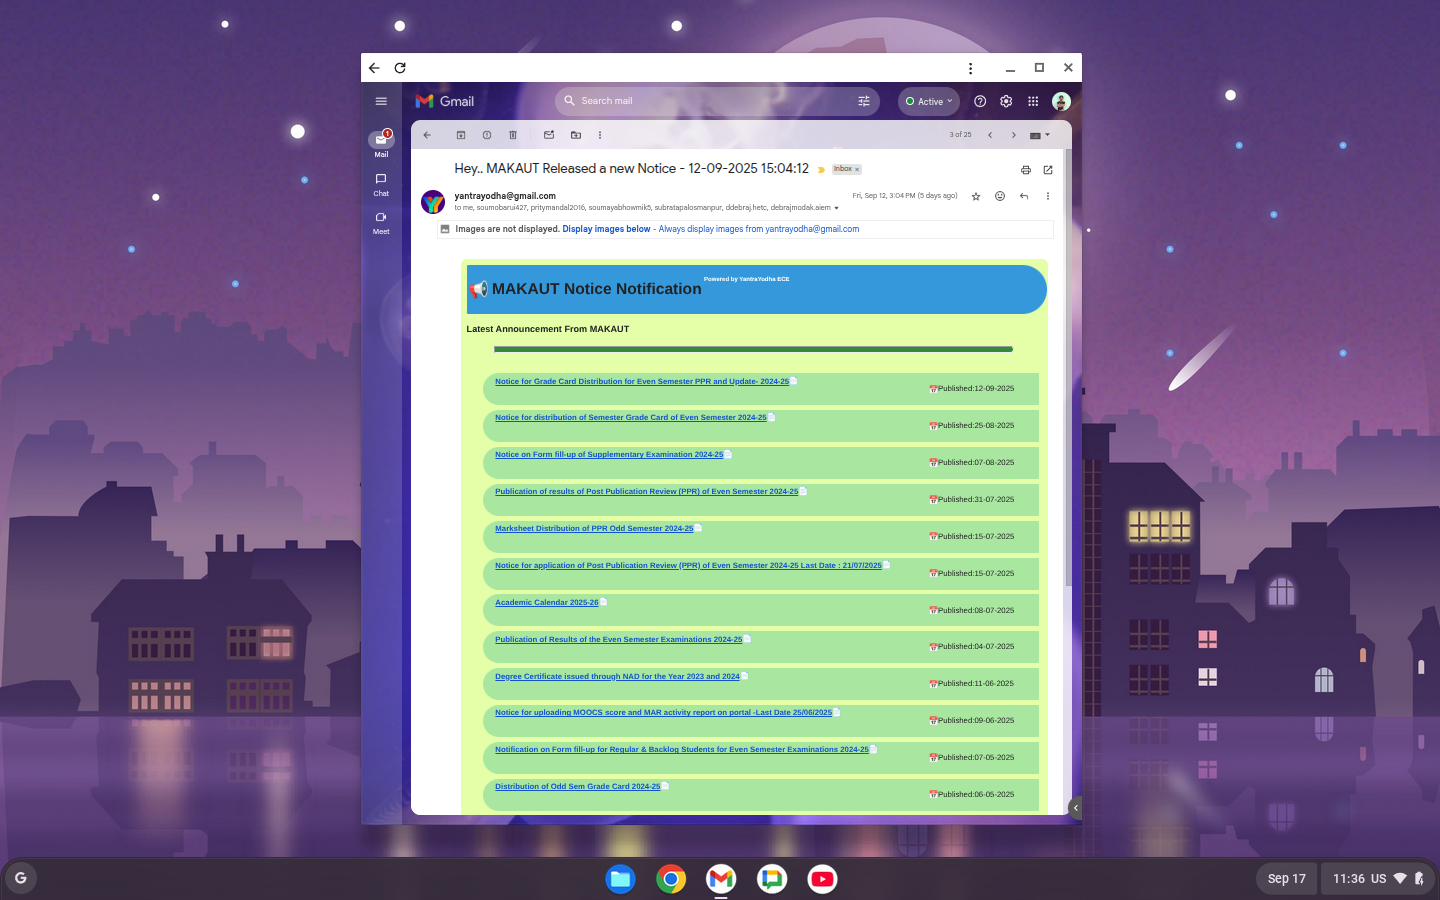 Gmail
Search mail
Active
1
Mail
Chat
Meet
3 of 25
Hey.. MAKAUT Released a new Notice - 12-09-2025 15:04:12
Inbox x
yantrayodha@gmail.com
Fri, Sep 12, 3:04 PM (5 days ago)
to me, soumobarui427, pritymandal2016, soumayabhowmik5, subratapalosmanpur, ddebraj.hetc, debrajmodak.aiem
Images are not displayed. Display images below - Always display images from yantrayodha@gmail.com
Powered by YantraYodha ECE
📢 MAKAUT Notice Notification
Latest Announcement From MAKAUT
Notice for Grade Card Distribution for Even Semester PPR and Update- 2024-25📄
📅Published:12-09-2025
Notice for distribution of Semester Grade Card of Even Semester 2024-25📄
📅Published:25-08-2025
Notice on Form fill-up of Supplementary Examination 2024-25📄
📅Published:07-08-2025
Publication of results of Post Publication Review (PPR) of Even Semester 2024-25📄
📅Published:31-07-2025
Marksheet Distribution of PPR Odd Semester 2024-25📄
📅Published:15-07-2025
Notice for application of Post Publication Review (PPR) of Even Semester 2024-25 Last Date : 21/07/2025📄
📅Published:15-07-2025
Academic Calendar 2025-26📄
📅Published:08-07-2025
Publication of Results of the Even Semester Examinations 2024-25📄
📅Published:04-07-2025
Degree Certificate issued through NAD for the Year 2023 and 2024📄
📅Published:11-06-2025
Notice for uploading MOOCS score and MAR activity report on portal -Last Date 25/06/2025📄
📅Published:09-06-2025
Notification on Form fill-up for Regular & Backlog Students for Even Semester Examinations 2024-25📄
📅Published:07-05-2025
Distribution of Odd Sem Grade Card 2024-25📄
📅Published:06-05-2025
G
Sep 17
11:36 US